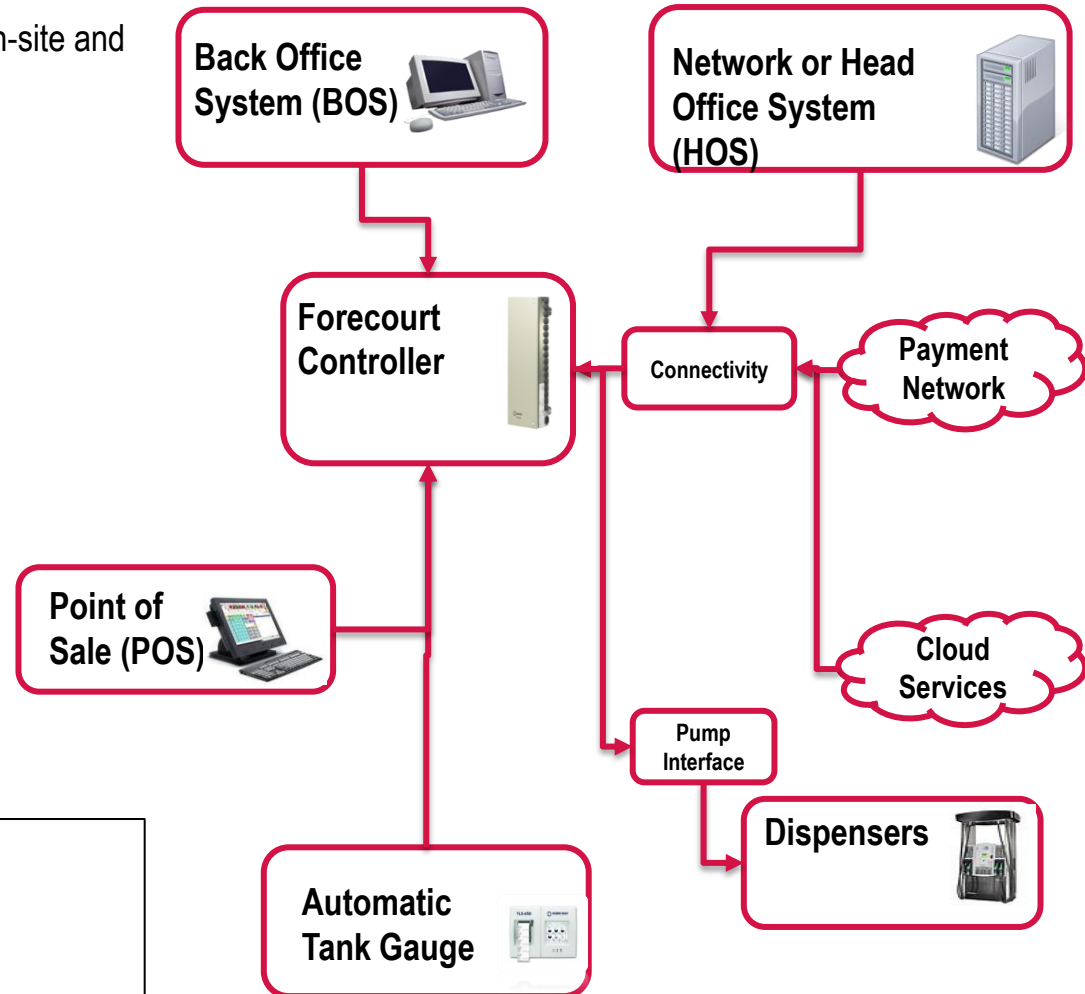 n-site and
Back Office
System (BOS)
Network or Head
Office System
(HOS)
Forecourt
Controller
Connectivity
Payment
Network
Point of
Sale (POS)
Cloud
Services
Pump
Interface
Dispensers
Automatic
Tank Gauge